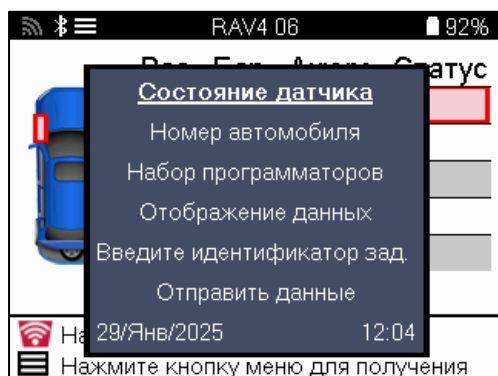 RAV4 06 92%
Статус
Состояние датчика
Номер автомобиля
Набор программаторов
Отображение данных
Введите идентификатор зад.
Отправить данные
29/Янв/2025 12:04
Нажмите кнопку меню для получения